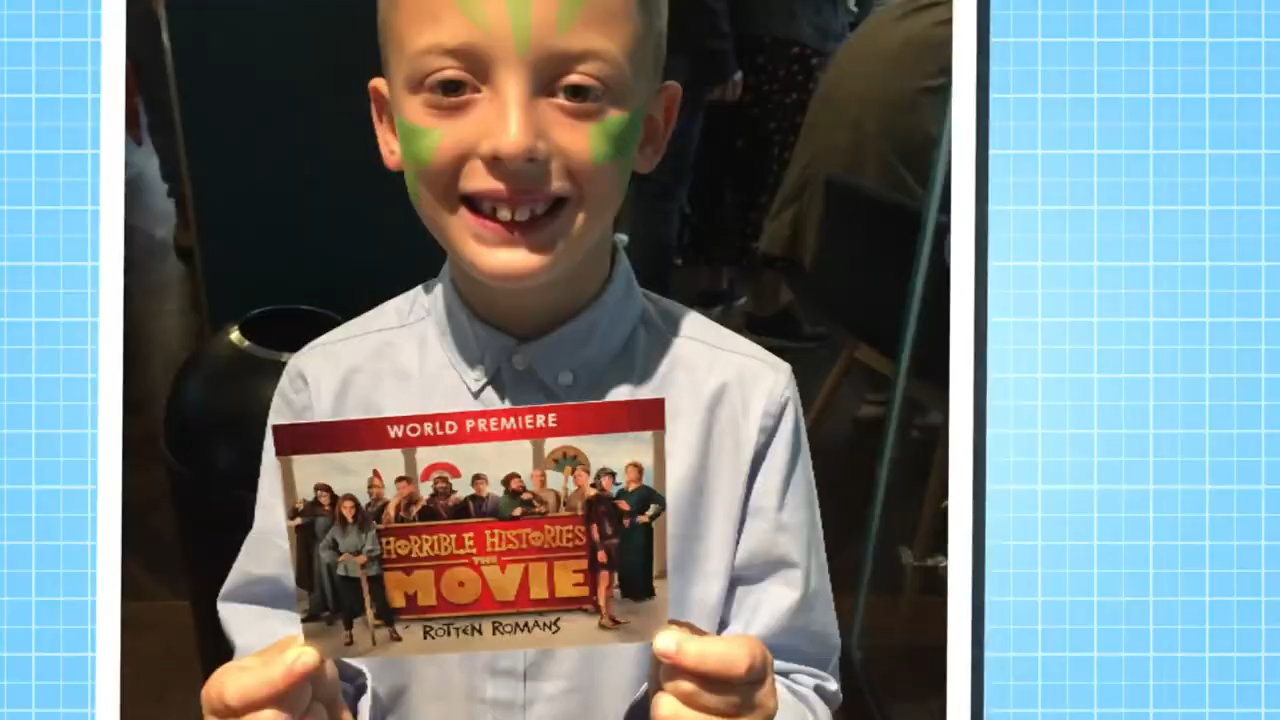 WORLD PREMIERE
HORRIBLE HISTORIES
THE
MOVIE
ROTTEN ROMANS